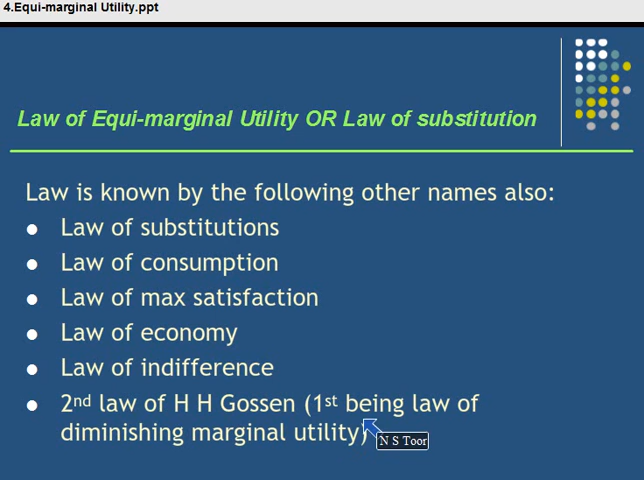 4.Equi-marginal Utility.ppt
Law of Equi-marginal Utility OR Law of substitution
Law is known by the following other names also:
Law of substitutions
Law of consumption
Law of max satisfaction
Law of economy
Law of indifference
2nd law of H H Gossen (1st being law of
diminishing marginal utility)
N S Toor